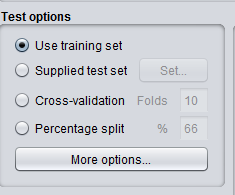 Test options
Use training set
Supplied test set Set...
Cross-validation Folds 10
Percentage split % 66
More options...